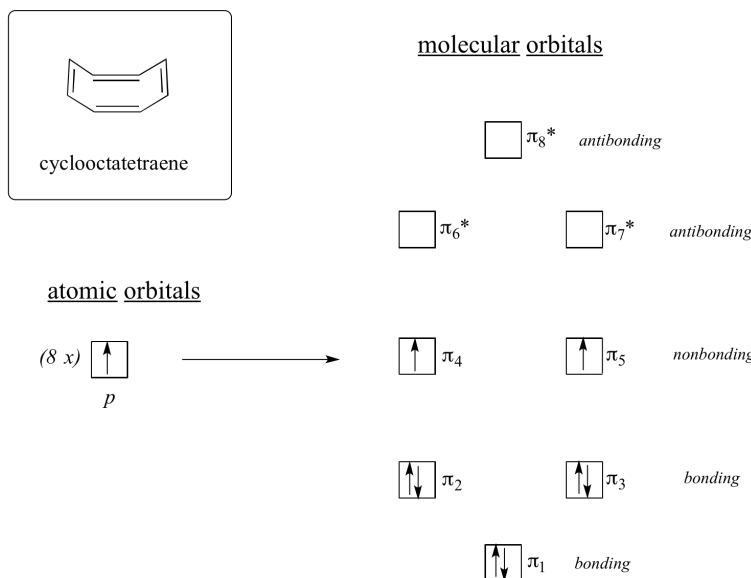 molecular orbitals
cyclooctatetraene
π8* antibonding
π6* π7* antibonding
atomic orbitals
(8 x) π4 π5 nonbonding
p
π2 π3 bonding
π1 bonding